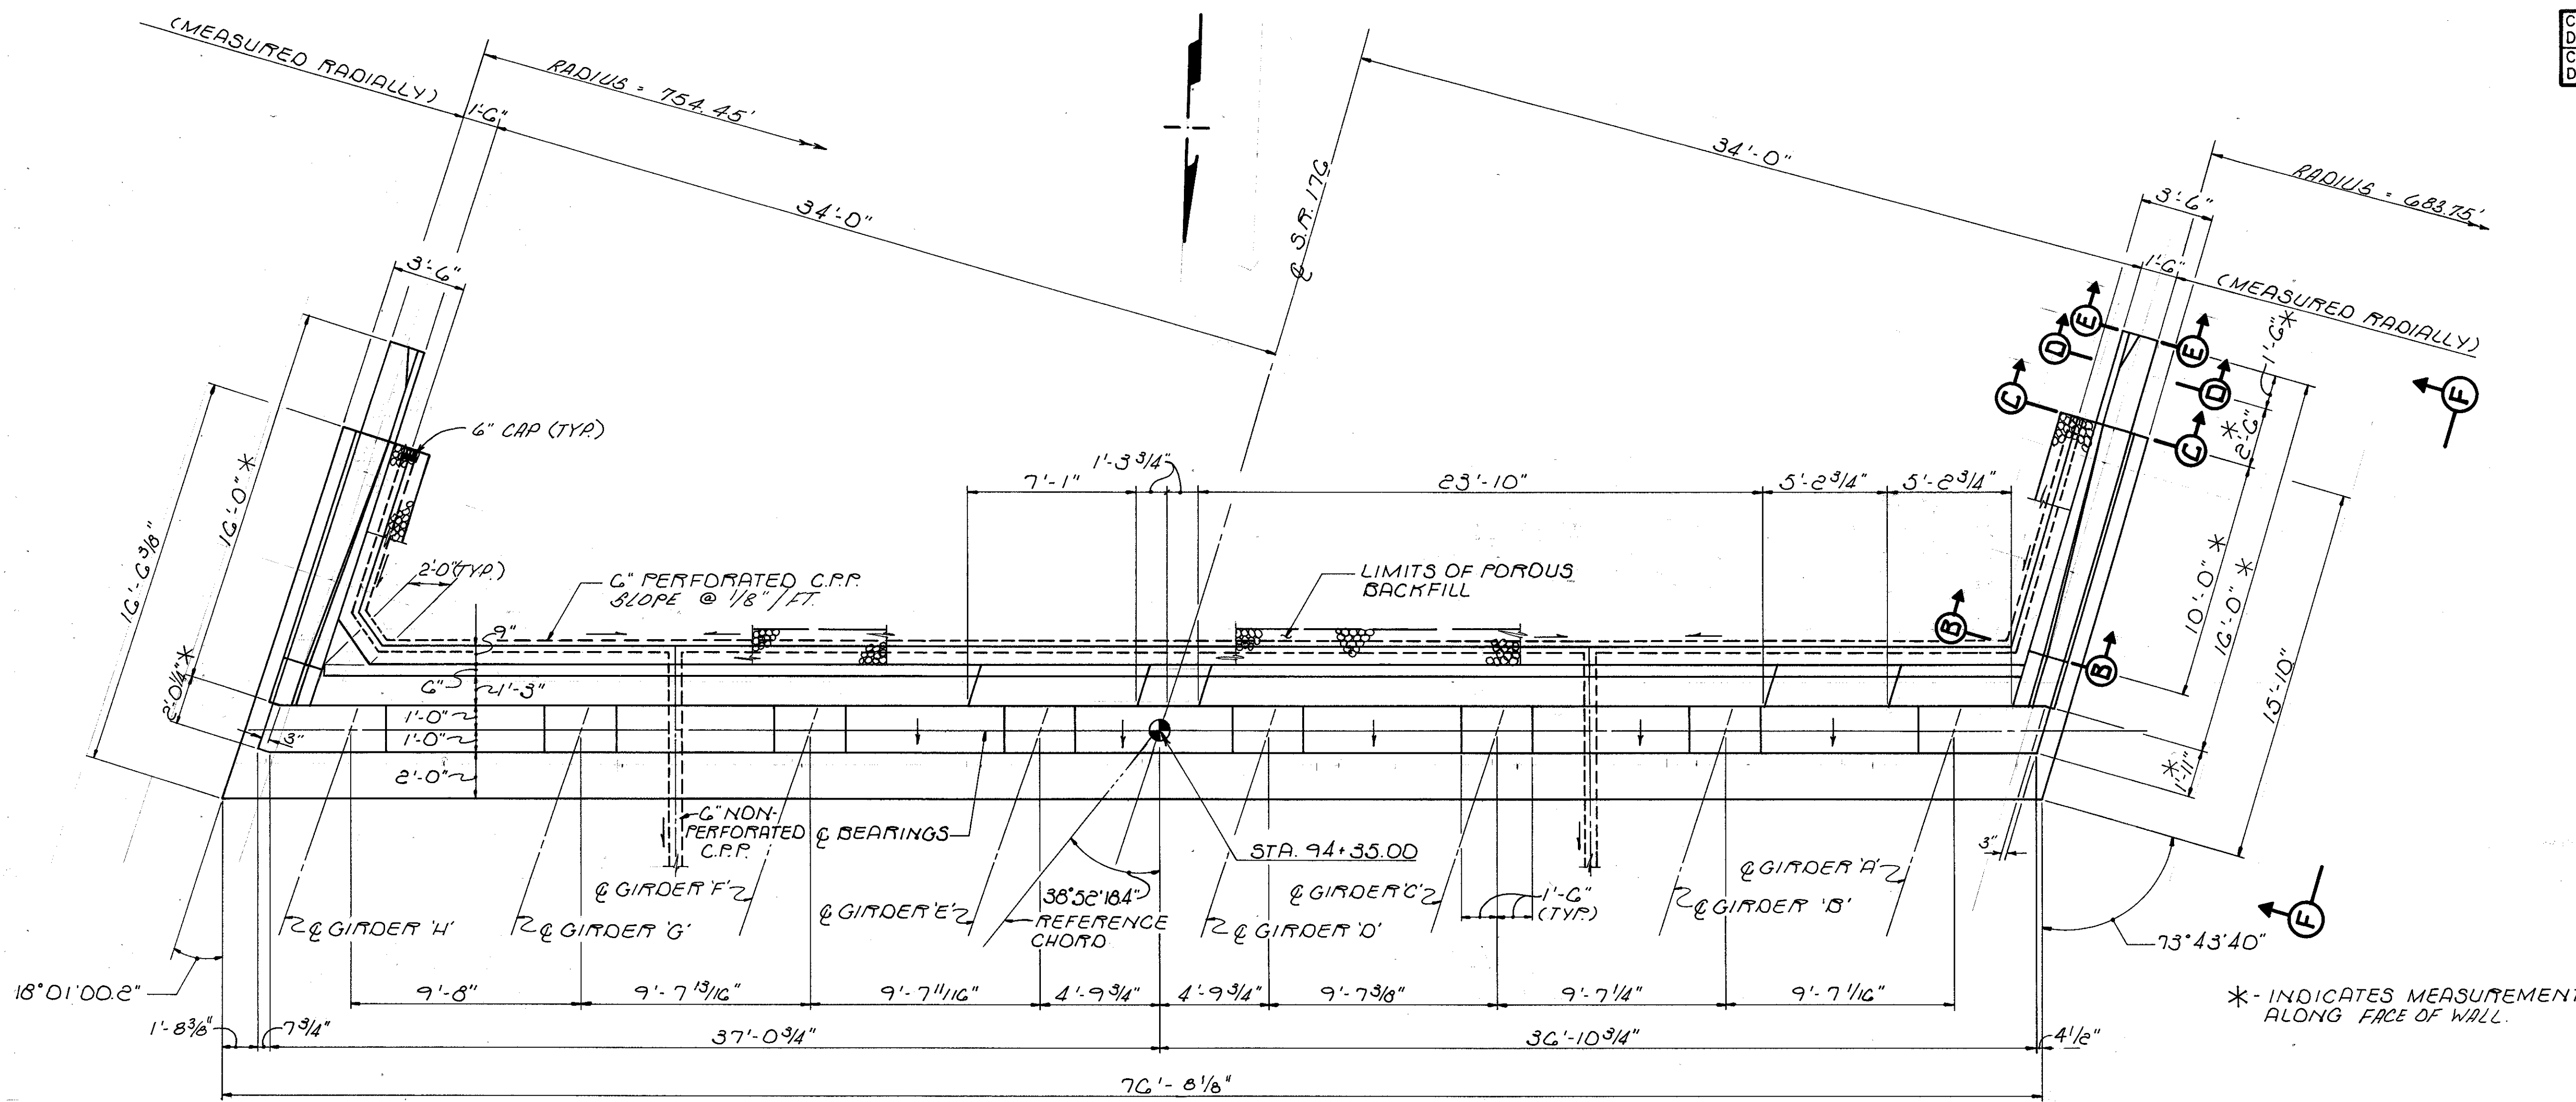 (MEASURED RADIALLY)
RADIUS = 754.45'
1'-6"
34'-0"
3'-6"
℄ S.R. 176
34'-0"
RADIUS = 683.75'
3'-6"
1'-6"
(MEASURED RADIALLY)
C
D
C
D
E
E
D
D
C
C
B
B
F
F
1'-6"*
2'-6"*
10'-0"*
16'-0"*
15'-10"
1'-11"*
16'-0"*
16'-6 3/8"
2'-0 1/4"*
3"
6" CAP (TYP.)
2'-0"(TYP.)
6" PERFORATED C.P.P.
SLOPE @ 1/8" / FT.
7'-1"
1'-3 3/4"
23'-10"
5'-2 3/4"
5'-2 3/4"
LIMITS OF POROUS
BACKFILL
9"
6"
1'-3"
1'-0"
1'-0"
2'-0"
6" NON-
PERFORATED
C.P.P.
℄ BEARINGS
STA. 94+35.00
38°52'18.4"
REFERENCE
CHORD
℄ GIRDER 'H'
℄ GIRDER 'G'
℄ GIRDER 'F'
℄ GIRDER 'E'
℄ GIRDER 'D'
℄ GIRDER 'C'
℄ GIRDER 'B'
℄ GIRDER 'A'
1'-6"
(TYP.)
3"
73°43'40"
18°01'00.2"
9'-8"
9'-7 13/16"
9'-7 11/16"
4'-9 3/4"
4'-9 3/4"
9'-7 3/8"
9'-7 1/4"
9'-7 1/16"
1'-8 3/8"
7 3/4"
37'-0 3/4"
36'-10 3/4"
4 1/2"
76'-8 1/8"
* - INDICATES MEASUREMENT
ALONG FACE OF WALL.